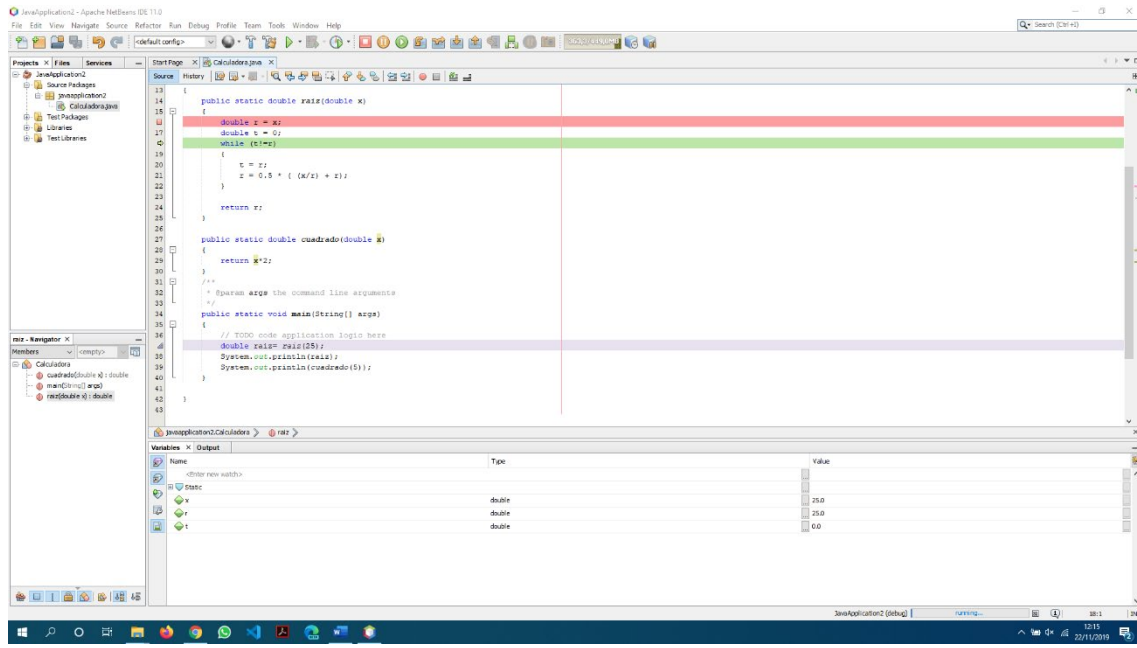 JavaApplication2 - Apache NetBeans IDE 11.0
File Edit View Navigate Source Refactor Run Debug Profile Team Tools Window Help
Search (Ctrl+I)
<default config>
Projects Files Services
Start Page Calculadora.java
JavaApplication2
Source Packages
javaapplication2
Calculadora.java
Test Packages
Libraries
Test Libraries
Source History
13 {
14 public static double raiz(double x)
15 {
double r = x;
17 double t = 0;
while (t!=r)
19 {
20 t = r;
21 r = 0.5 * ( (x/r) + r);
22 }
23
24 return r;
25 }
26
27 public static double cuadrado(double x)
28 {
29 return x*2;
30 }
31 /**
32 * @param args the command line arguments
33 */
34 public static void main(String[] args)
35 {
36 // TODO code application logic here
double raiz= raiz(25);
38 System.out.println(raiz);
39 System.out.println(cuadrado(5));
40 }
41
42 }
43
raiz - Navigator
Members <empty>
Calculadora
cuadrado(double x) : double
main(String[] args)
raiz(double x) : double
javaapplication2.Calculadora raiz
Variables Output
Name Type Value
<Enter new watch>
Static
x double 25.0
r double 25.0
t double 0.0
JavaApplication2 (debug) running... 18:1
12:15
22/11/2019